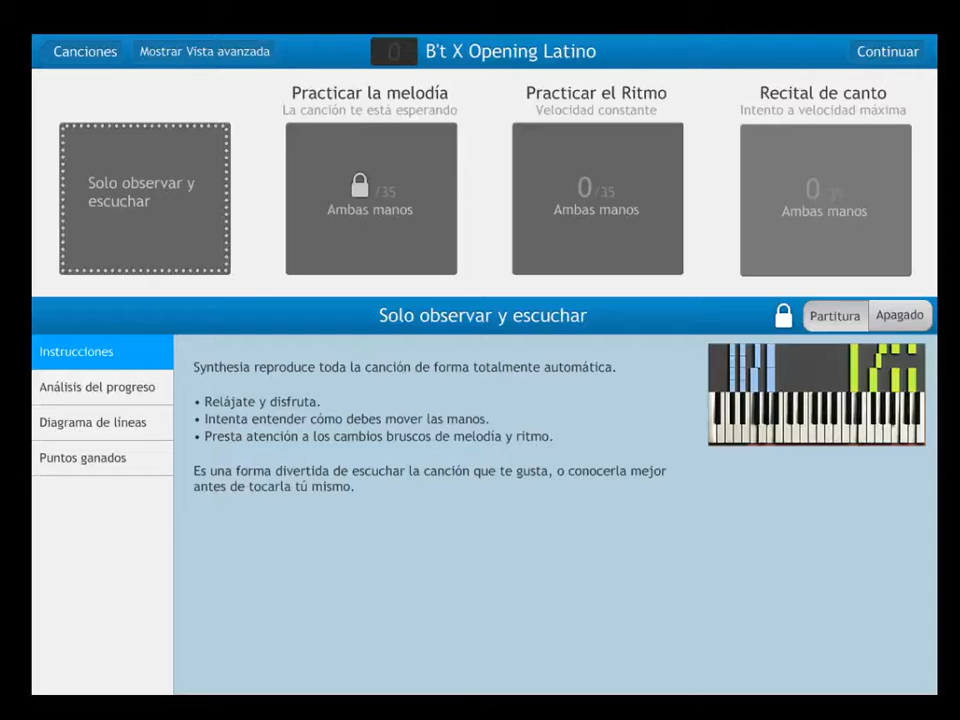 Canciones
Mostrar Vista avanzada
0
B't X Opening Latino
Continuar
Practicar la melodía
La canción te está esperando
Practicar el Ritmo
Velocidad constante
Recital de canto
Intento a velocidad máxima
Solo observar y
escuchar
/35
Ambas manos
0/35
Ambas manos
0/35
Ambas manos
Solo observar y escuchar
Partitura
Apagado
Instrucciones
Análisis del progreso
Diagrama de líneas
Puntos ganados
Synthesia reproduce toda la canción de forma totalmente automática.
• Relájate y disfruta.
• Intenta entender cómo debes mover las manos.
• Presta atención a los cambios bruscos de melodía y ritmo.
Es una forma divertida de escuchar la canción que te gusta, o conocerla mejor
antes de tocarla tú mismo.